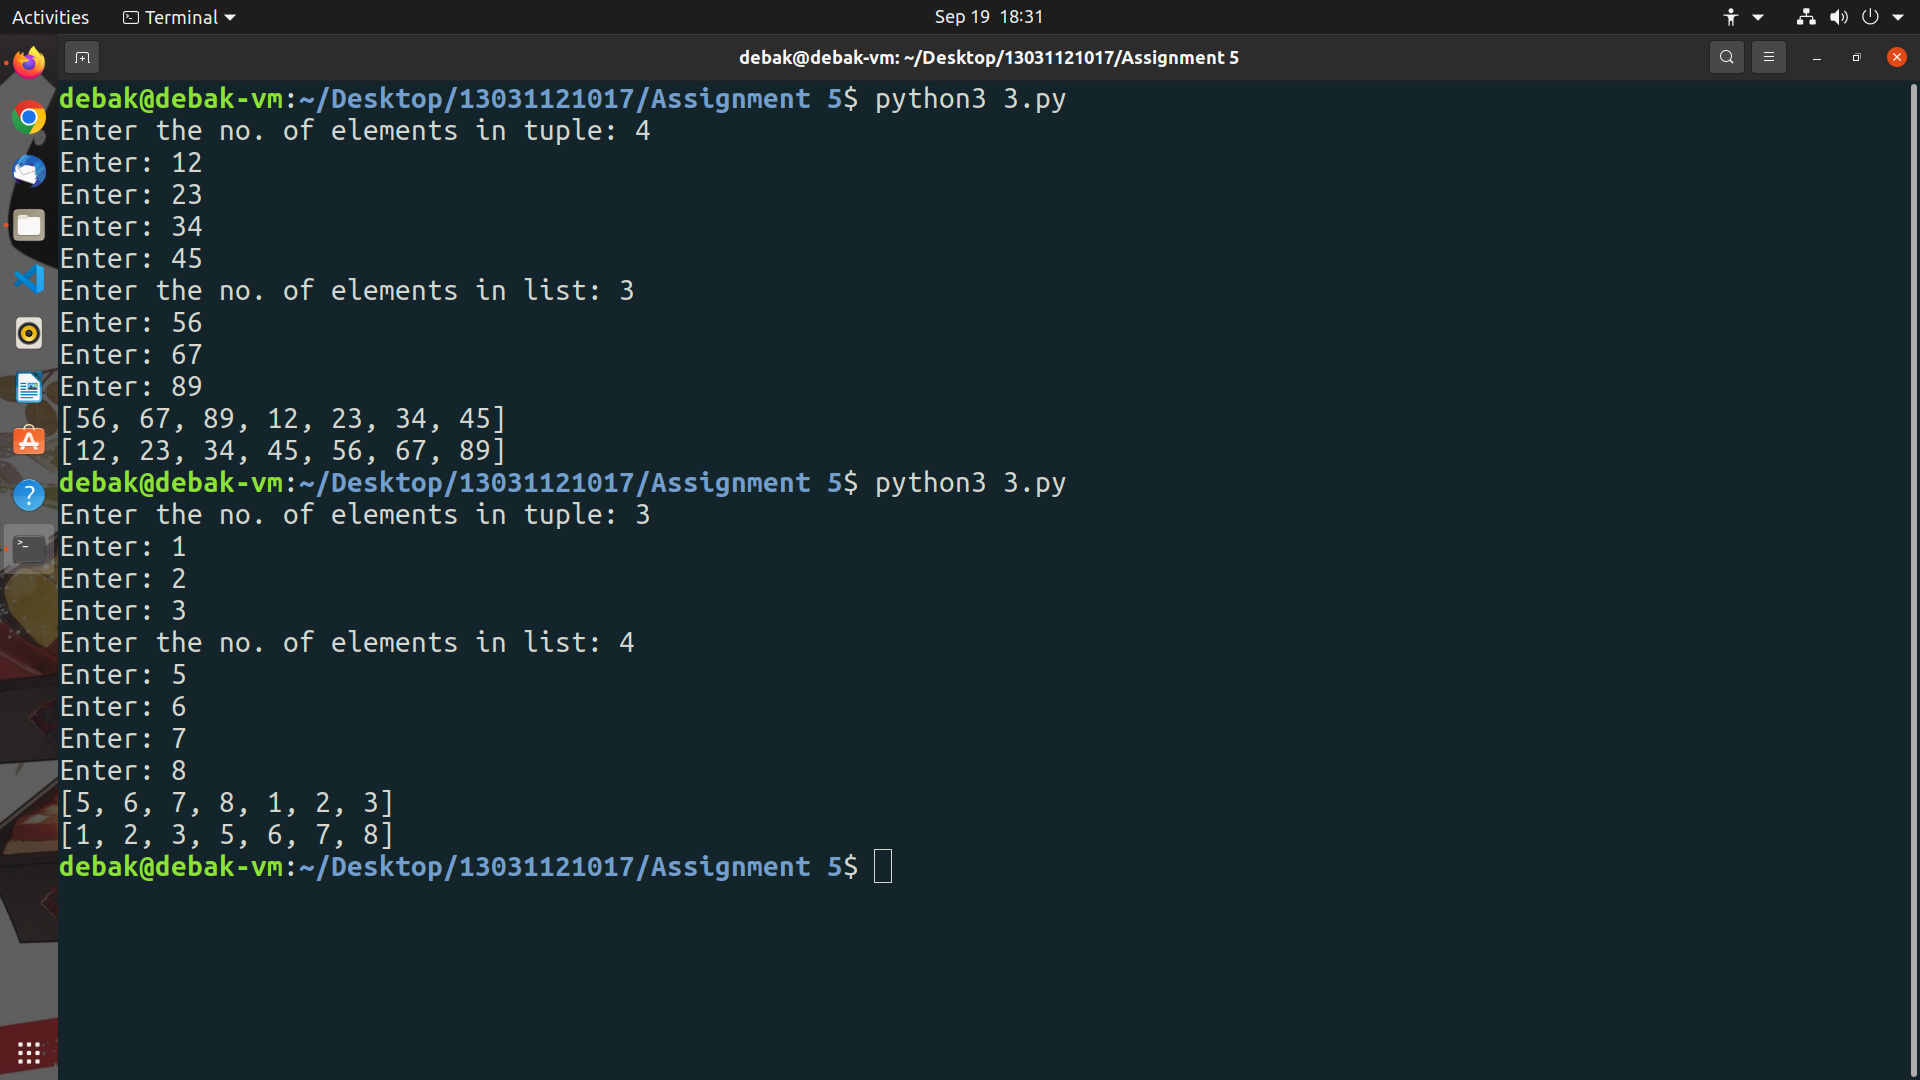 Activities
Terminal
Sep 19 18:31
debak@debak-vm: ~/Desktop/13031121017/Assignment 5
debak@debak-vm:~/Desktop/13031121017/Assignment 5$ python3 3.py
Enter the no. of elements in tuple: 4
Enter: 12
Enter: 23
Enter: 34
Enter: 45
Enter the no. of elements in list: 3
Enter: 56
Enter: 67
Enter: 89
[56, 67, 89, 12, 23, 34, 45]
[12, 23, 34, 45, 56, 67, 89]
debak@debak-vm:~/Desktop/13031121017/Assignment 5$ python3 3.py
Enter the no. of elements in tuple: 3
Enter: 1
Enter: 2
Enter: 3
Enter the no. of elements in list: 4
Enter: 5
Enter: 6
Enter: 7
Enter: 8
[5, 6, 7, 8, 1, 2, 3]
[1, 2, 3, 5, 6, 7, 8]
debak@debak-vm:~/Desktop/13031121017/Assignment 5$